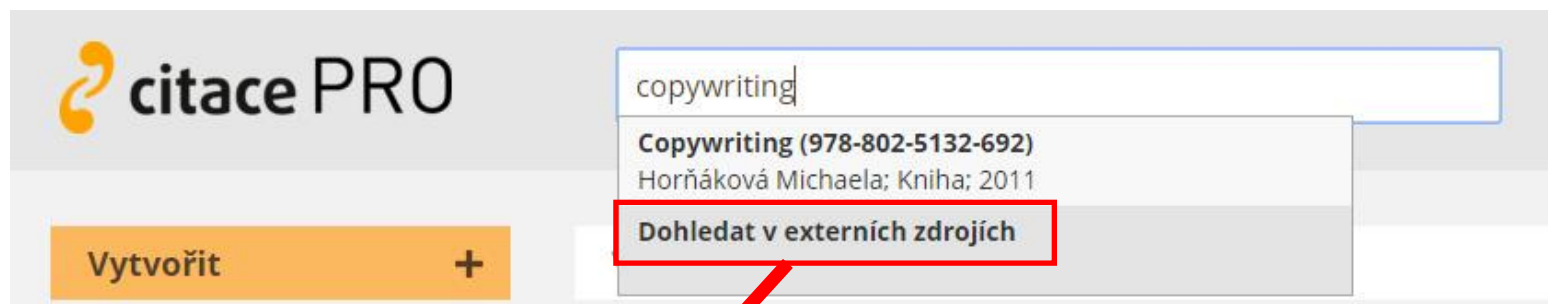 citace PRO
copywriting
Copywriting (978-802-5132-692)
Horňáková Michaela; Kniha; 2011
Dohledat v externích zdrojích
Vytvořit +